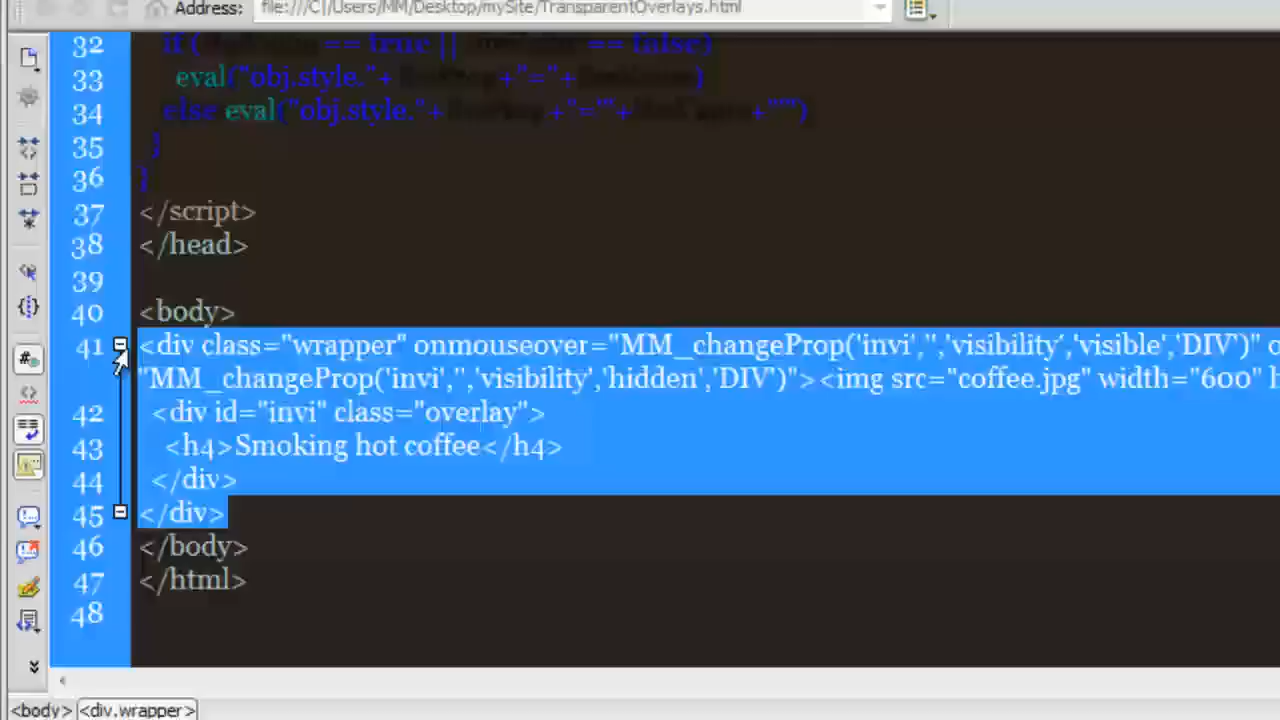 Address: file:///C|/Users/MM/Desktop/mySite/TransparentOverlays.html
32 if ( == true || == false)
33 eval("obj.style."+ +"="+ )
34 else eval("obj.style."+ +"='"+ +"'")
35 }
36 }
37 </script>
38 </head>
39
40 <body>
41 <div class="wrapper" onmouseover="MM_changeProp('invi','','visibility','visible','DIV')" o
"MM_changeProp('invi','','visibility','hidden','DIV')"><img src="coffee.jpg" width="600" h
42 <div id="invi" class="overlay">
43 <h4>Smoking hot coffee</h4>
44 </div>
45 </div>
46 </body>
47 </html>
48
<body> <div.wrapper>